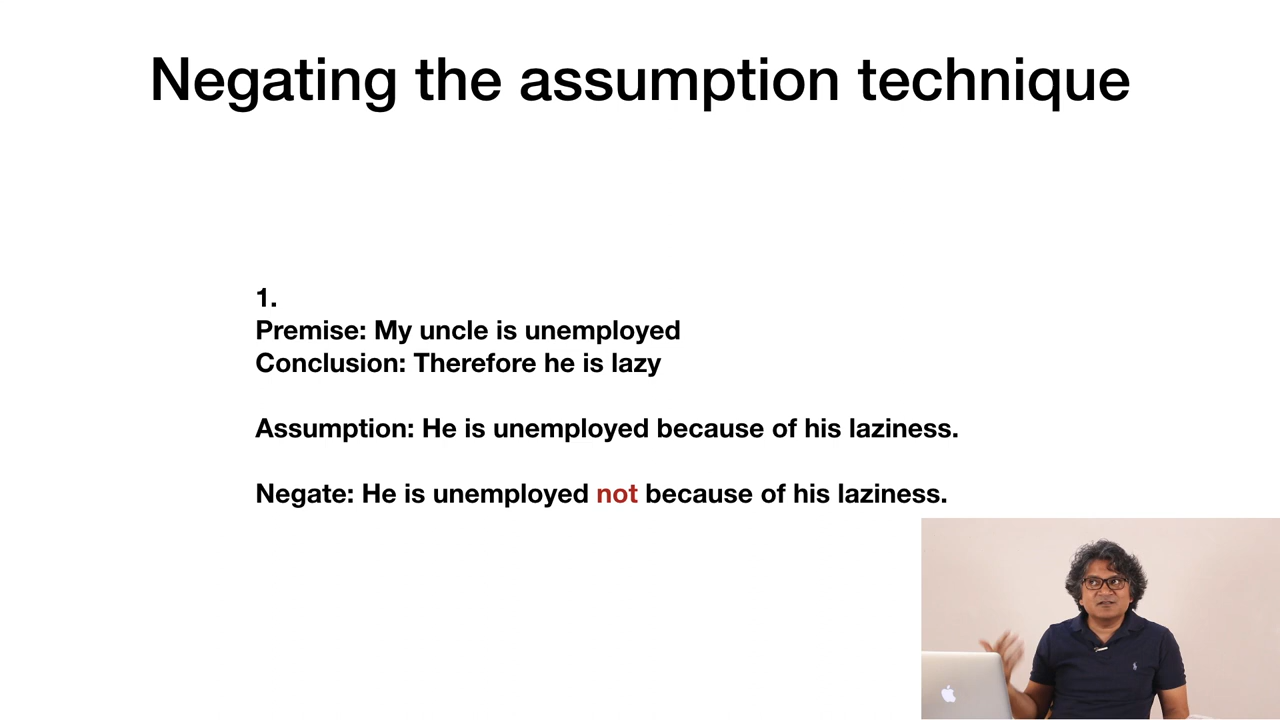 Negating the assumption technique
1.
Premise: My uncle is unemployed
Conclusion: Therefore he is lazy
Assumption: He is unemployed because of his laziness.
Negate: He is unemployed not because of his laziness.